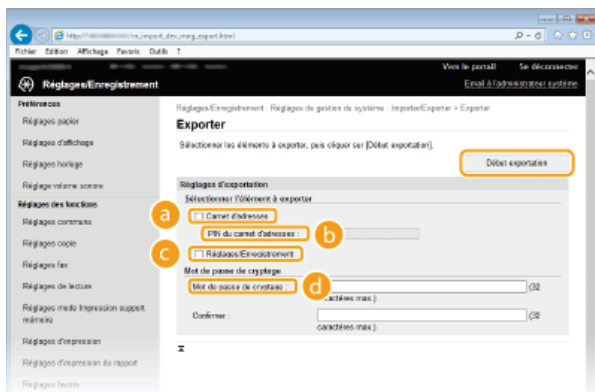 http:// /m_import_dev_mng_export.html
Fichier Edition Affichage Favoris Outils ?
Vers le portail Se déconnecter
Réglages/Enregistrement
Email à l'administrateur système
Préférences
Réglages papier
Réglages d'affichage
Réglages horloge
Réglage volume sonore
Réglages des fonctions
Réglages communs
Réglages copie
Réglages fax
Réglages de lecture
Réglages mode Impression support
mémoire
Réglages d'impression
Réglages d'impression du rapport
Réglages favoris
Réglages/Enregistrement : Réglages de gestion de système : Importer/Exporter > Exporter
Exporter
Sélectionner les éléments à exporter, puis cliquer sur [Début exportation].
Début exportation
Réglages d'exportation
Sélectionner l'élément à exporter
a
Carnet d'adresses
PIN du carnet d'adresses :
b
c
Réglages/Enregistrement
Mot de passe de cryptage
Mot de passe de cryptage :
d
(32
caractères max.)
Confirmer :
(32
caractères max.)